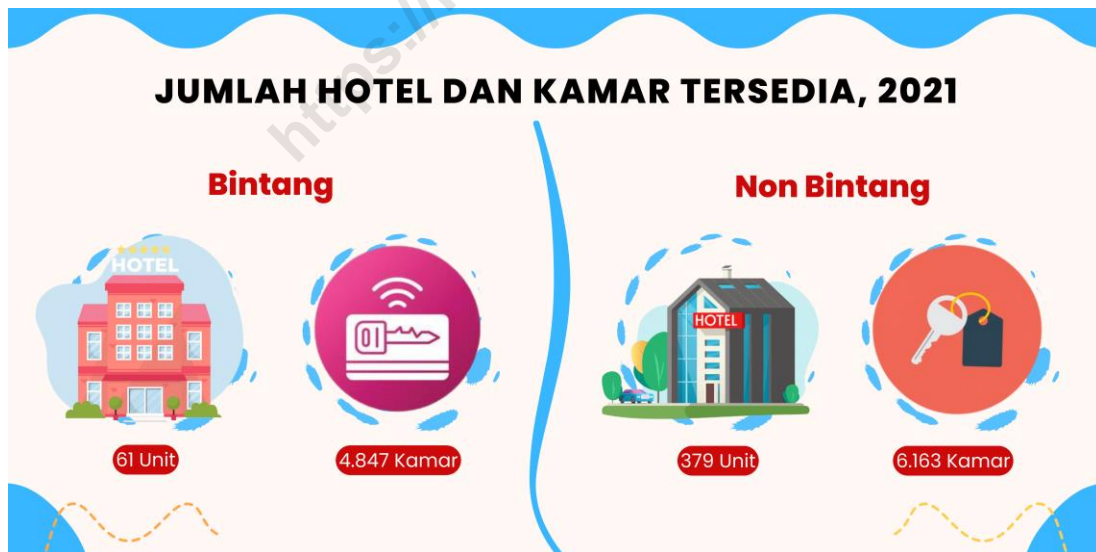 https://
JUMLAH HOTEL DAN KAMAR TERSEDIA, 2021
Bintang
Non Bintang
HOTEL
HOTEL
61 Unit
4.847 Kamar
379 Unit
6.163 Kamar